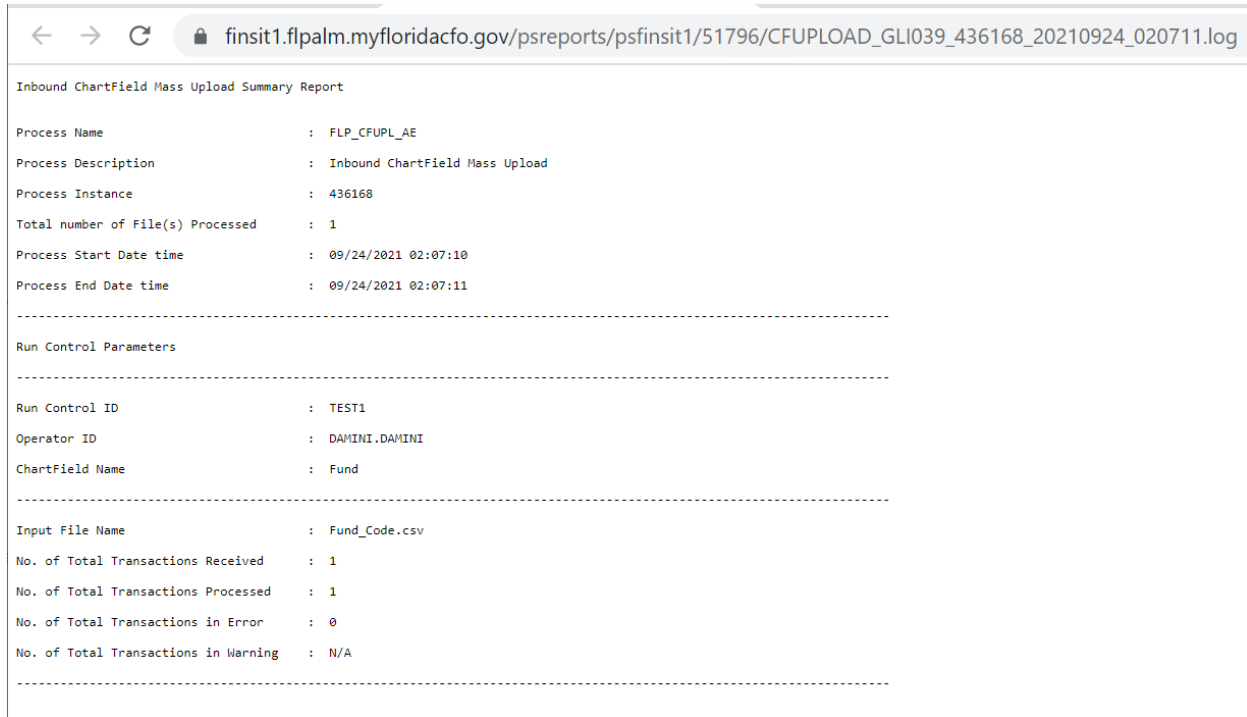 finsit1.flpalm.myfloridacfo.gov/psreports/psfinsit1/51796/CFUPLOAD_GLI039_436168_20210924_020711.log
Inbound ChartField Mass Upload Summary Report
Process Name : FLP_CFUPL_AE
Process Description : Inbound ChartField Mass Upload
Process Instance : 436168
Total number of File(s) Processed : 1
Process Start Date time : 09/24/2021 02:07:10
Process End Date time : 09/24/2021 02:07:11
------------------------------------------------------------------------------------------------------------------------
Run Control Parameters
------------------------------------------------------------------------------------------------------------------------
Run Control ID : TEST1
Operator ID : DAMINI.DAMINI
ChartField Name : Fund
------------------------------------------------------------------------------------------------------------------------
Input File Name : Fund_Code.csv
No. of Total Transactions Received : 1
No. of Total Transactions Processed : 1
No. of Total Transactions in Error : 0
No. of Total Transactions in Warning : N/A
------------------------------------------------------------------------------------------------------------------------